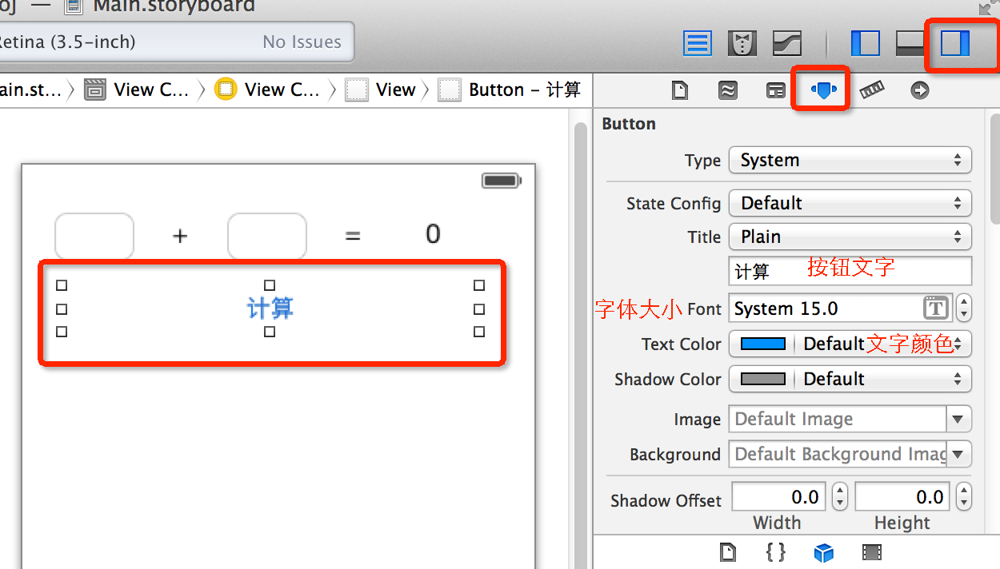 oj — Main.storyboard
Retina (3.5-inch) No Issues
ain.st... View C... View C... View Button – 计算
Button
Type System
State Config Default
Title Plain
计算 按钮文字
字体大小 Font System 15.0 T
Text Color Default 文字颜色
Shadow Color Default
Image Default Image
Background Default Background Imag
Shadow Offset 0.0 0.0
Width Height
{ }
+ = 0
计算